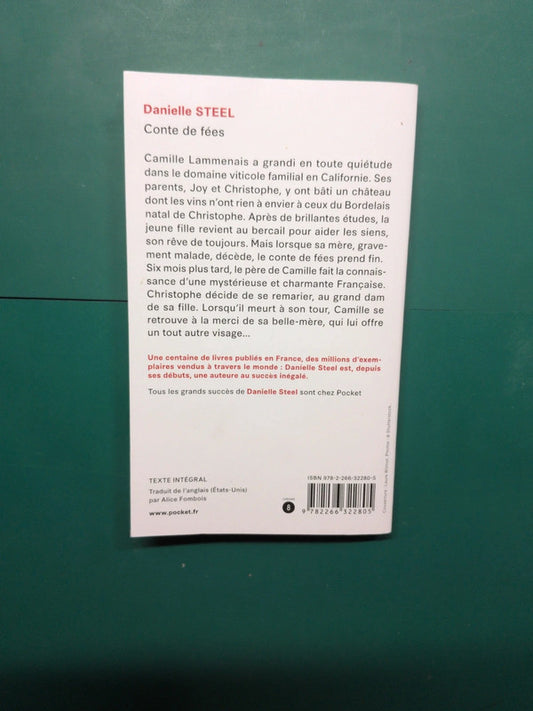 Danielle STEEL
Conte de fées
Camille Lammenais a grandi en toute quiétude
dans le domaine viticole familial en Californie. Ses
parents, Joy et Christophe, y ont bâti un château
dont les vins n'ont rien à envier à ceux du Bordelais
natal de Christophe. Après de brillantes études, la
jeune fille revient au bercail pour aider les siens,
son rêve de toujours. Mais lorsque sa mère, grave-
ment malade, décède, le conte de fées prend fin.
Six mois plus tard, le père de Camille fait la connais-
sance d'une mystérieuse et charmante Française.
Christophe décide de se remarier, au grand dam
de sa fille. Lorsqu'il meurt à son tour, Camille se
retrouve à la merci de sa belle-mère, qui lui offre
un tout autre visage...
Une centaine de livres publiés en France, des millions d'exem-
plaires vendus à travers le monde : Danielle Steel est, depuis
ses débuts, une auteure au succès inégalé.
Tous les grands succès de Danielle Steel sont chez Pocket
TEXTE INTÉGRAL
Traduit de l'anglais (États-Unis)
par Alice Fombois
www.pocket.fr
8
ISBN 978-2-266-32280-5
9 782266 322805